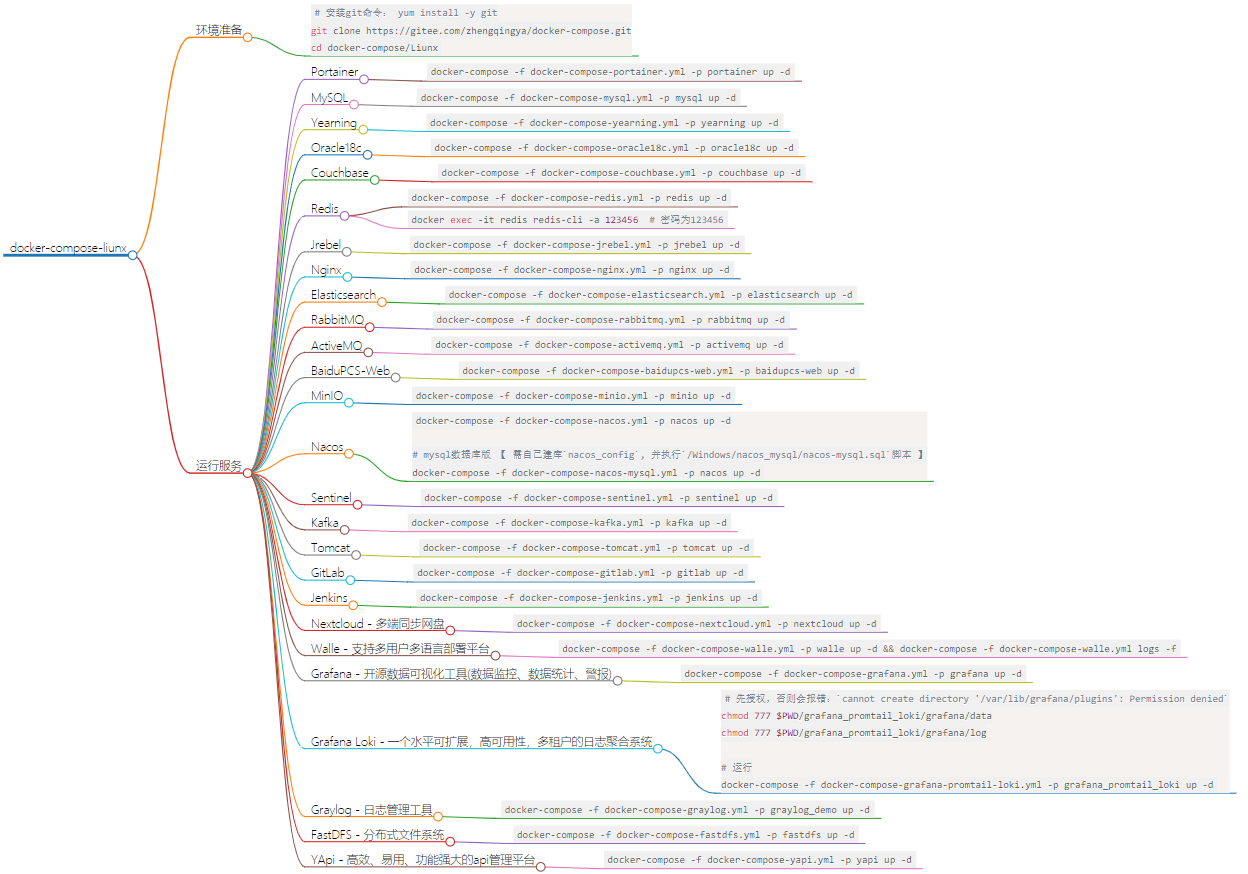 docker-compose-liunx
环境准备
# 安装git命令： yum install -y git
git clone https://gitee.com/zhengqingya/docker-compose.git
cd docker-compose/Liunx
运行服务
Portainer docker-compose -f docker-compose-portainer.yml -p portainer up -d
MySQL docker-compose -f docker-compose-mysql.yml -p mysql up -d
Yearning docker-compose -f docker-compose-yearning.yml -p yearning up -d
Oracle18c docker-compose -f docker-compose-oracle18c.yml -p oracle18c up -d
Couchbase docker-compose -f docker-compose-couchbase.yml -p couchbase up -d
Redis
docker-compose -f docker-compose-redis.yml -p redis up -d
docker exec -it redis redis-cli -a 123456  # 密码为123456
Jrebel docker-compose -f docker-compose-jrebel.yml -p jrebel up -d
Nginx docker-compose -f docker-compose-nginx.yml -p nginx up -d
Elasticsearch docker-compose -f docker-compose-elasticsearch.yml -p elasticsearch up -d
RabbitMQ docker-compose -f docker-compose-rabbitmq.yml -p rabbitmq up -d
ActiveMQ docker-compose -f docker-compose-activemq.yml -p activemq up -d
BaiduPCS-Web docker-compose -f docker-compose-baidupcs-web.yml -p baidupcs-web up -d
MinIO docker-compose -f docker-compose-minio.yml -p minio up -d
Nacos
docker-compose -f docker-compose-nacos.yml -p nacos up -d
# mysql数据库版 【 需自己建库`nacos_config`, 并执行`/Windows/nacos_mysql/nacos-mysql.sql`脚本 】
docker-compose -f docker-compose-nacos-mysql.yml -p nacos up -d
Sentinel docker-compose -f docker-compose-sentinel.yml -p sentinel up -d
Kafka docker-compose -f docker-compose-kafka.yml -p kafka up -d
Tomcat docker-compose -f docker-compose-tomcat.yml -p tomcat up -d
GitLab docker-compose -f docker-compose-gitlab.yml -p gitlab up -d
Jenkins docker-compose -f docker-compose-jenkins.yml -p jenkins up -d
Nextcloud - 多端同步网盘 docker-compose -f docker-compose-nextcloud.yml -p nextcloud up -d
Walle - 支持多用户多语言部署平台 docker-compose -f docker-compose-walle.yml -p walle up -d && docker-compose -f docker-compose-walle.yml logs -f
Grafana - 开源数据可视化工具(数据监控、数据统计、警报) docker-compose -f docker-compose-grafana.yml -p grafana up -d
Grafana Loki - 一个水平可扩展，高可用性，多租户的日志聚合系统
# 先授权，否则会报错：`cannot create directory '/var/lib/grafana/plugins': Permission denied`
chmod 777 $PWD/grafana_promtail_loki/grafana/data
chmod 777 $PWD/grafana_promtail_loki/grafana/log
# 运行
docker-compose -f docker-compose-grafana-promtail-loki.yml -p grafana_promtail_loki up -d
Graylog - 日志管理工具 docker-compose -f docker-compose-graylog.yml -p graylog_demo up -d
FastDFS - 分布式文件系统 docker-compose -f docker-compose-fastdfs.yml -p fastdfs up -d
YApi - 高效、易用、功能强大的api管理平台 docker-compose -f docker-compose-yapi.yml -p yapi up -d